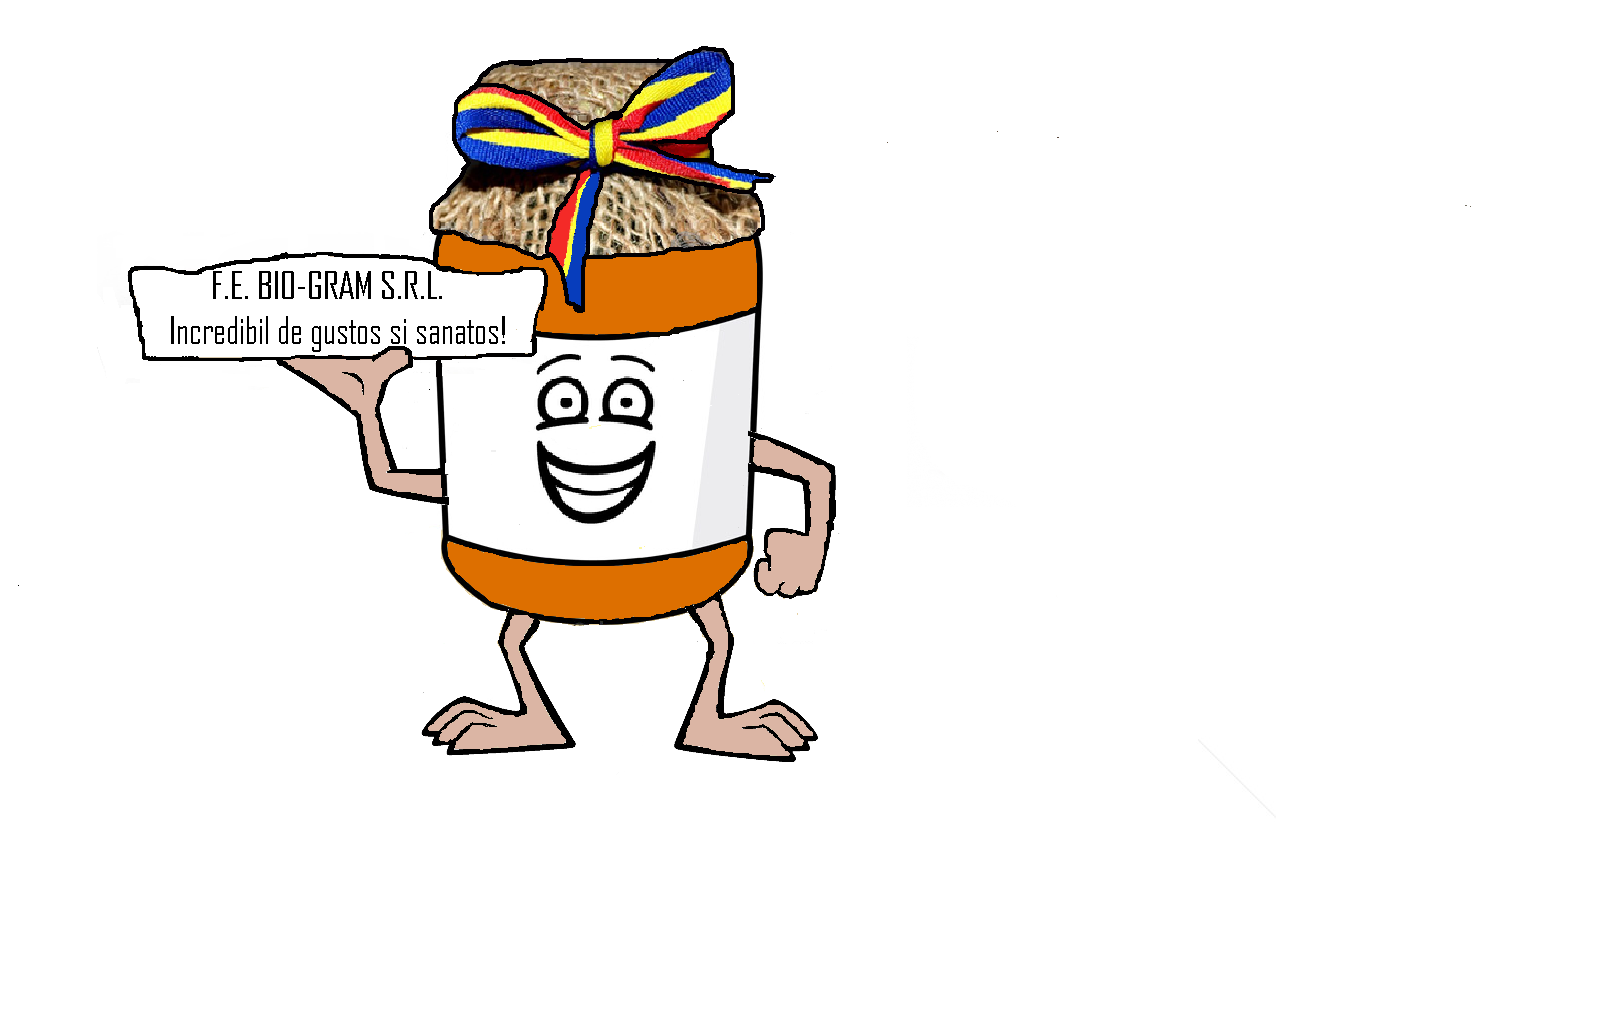 F.E. BIO-GRAM S.R.L.
Incredibil de gustos si sanatos!